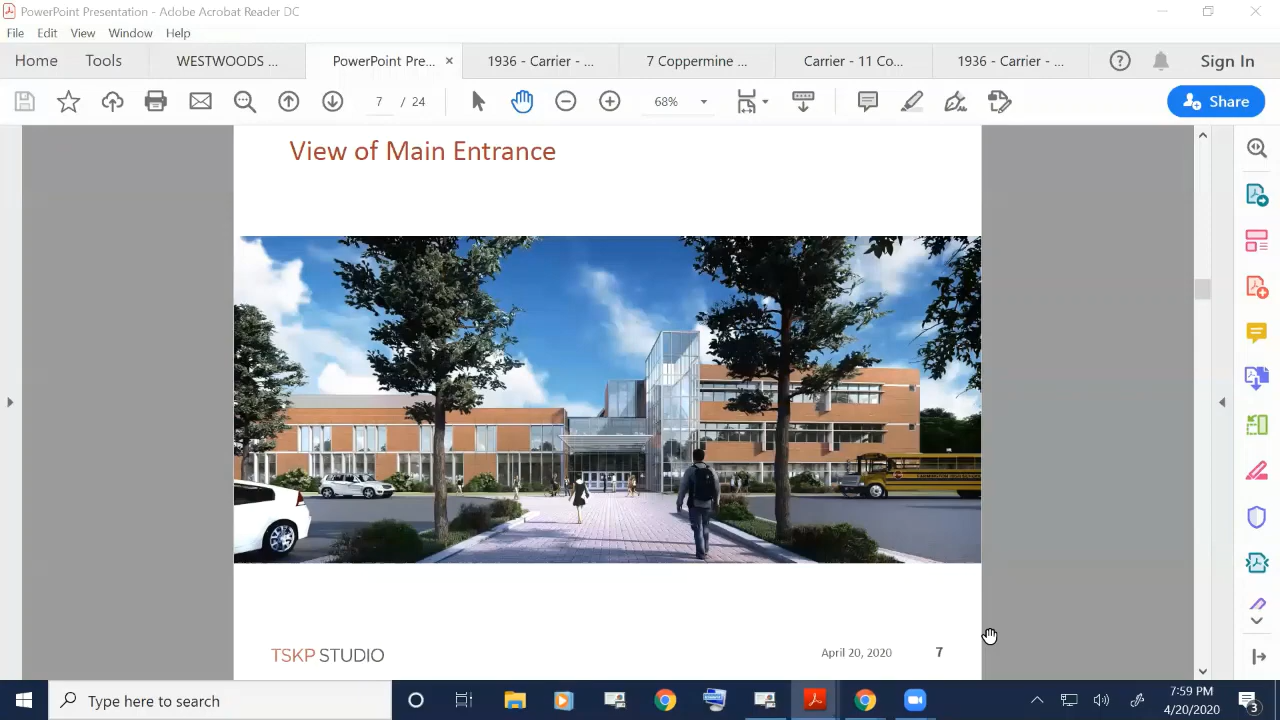 PowerPoint Presentation - Adobe Acrobat Reader DC
File Edit View Window Help
Home Tools WESTWOODS ... PowerPoint Pre... × 1936 - Carrier - ... 7 Coppermine ... Carrier - 11 Co... 1936 - Carrier - ... Sign In
7 / 24 68% Share
View of Main Entrance
TSKP STUDIO April 20, 2020 7
Type here to search
7:59 PM
4/20/2020
3